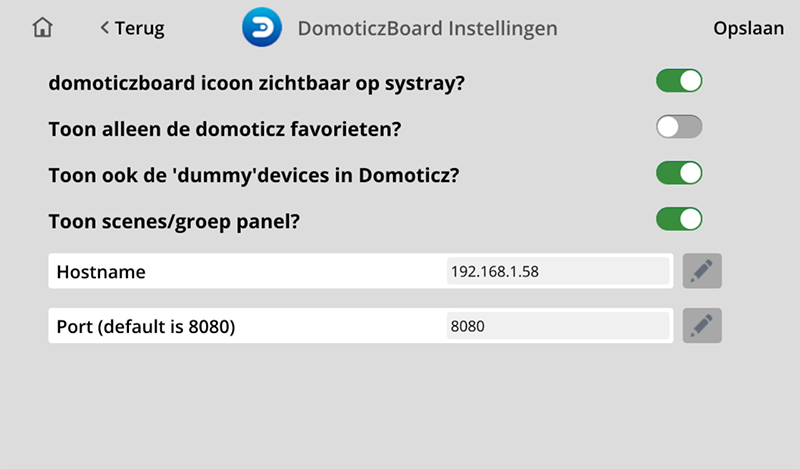 Terug
DomoticzBoard Instellingen
Opslaan
domoticzboard icoon zichtbaar op systray?
Toon alleen de domoticz favorieten?
Toon ook de 'dummy'devices in Domoticz?
Toon scenes/groep panel?
Hostname 192.168.1.58
Port (default is 8080) 8080